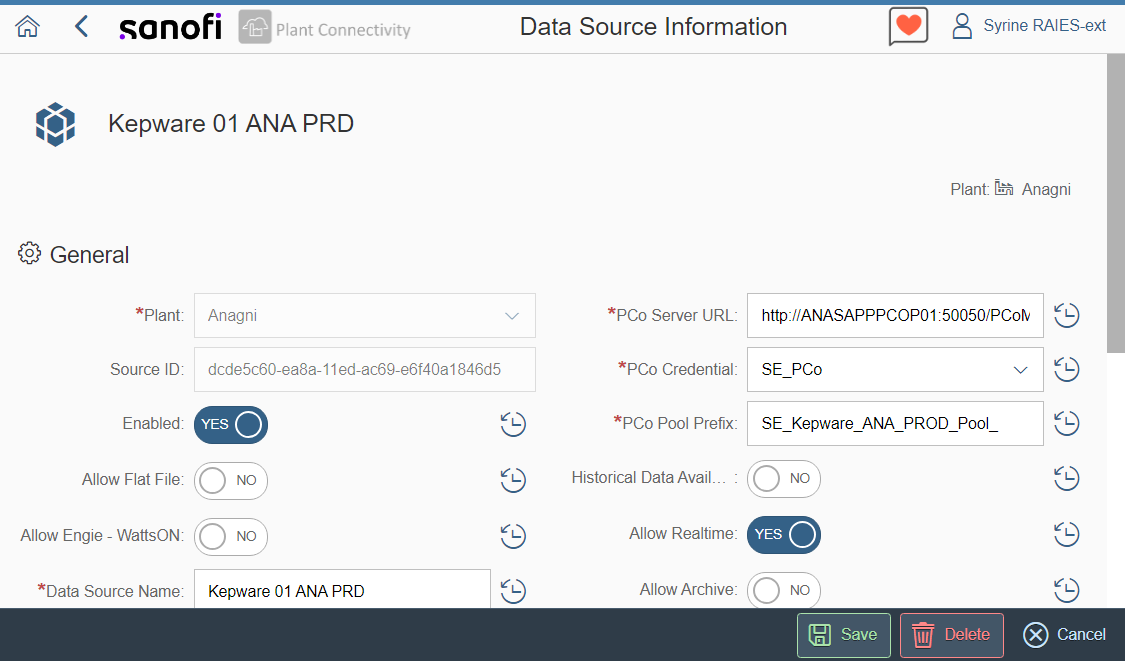 sanofi Plant Connectivity Data Source Information Syrine RAIES-ext
Kepware 01 ANA PRD
Plant: Anagni
General
*Plant: Anagni *PCo Server URL: http://ANASAPPPCOP01:50050/PCoM
Source ID: dcde5c60-ea8a-11ed-ac69-e6f40a1846d5 *PCo Credential: SE_PCo
Enabled: YES *PCo Pool Prefix: SE_Kepware_ANA_PROD_Pool_
Allow Flat File: NO Historical Data Avail... : NO
Allow Engie - WattsON: NO Allow Realtime: YES
*Data Source Name: Kepware 01 ANA PRD Allow Archive: NO
Save Delete Cancel